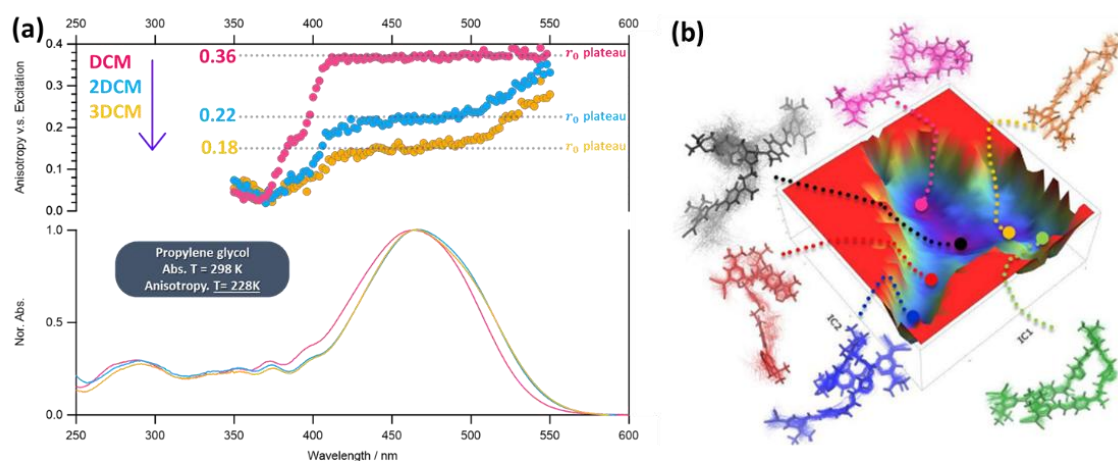 (a)
250 300 350 400 450 500 550 600
0.4
0.3
0.2
0.1
0.0
Anisotropy v.s. Excitation
DCM
2DCM
3DCM
0.36
r₀ plateau
0.22
r₀ plateau
0.18
r₀ plateau
1.0
0.5
0.0
Nor. Abs.
Propylene glycol
Abs. T = 298 K
Anisotropy. T= 228K
250 300 350 400 450 500 550 600
Wavelength / nm
(b)
IC2
IC1